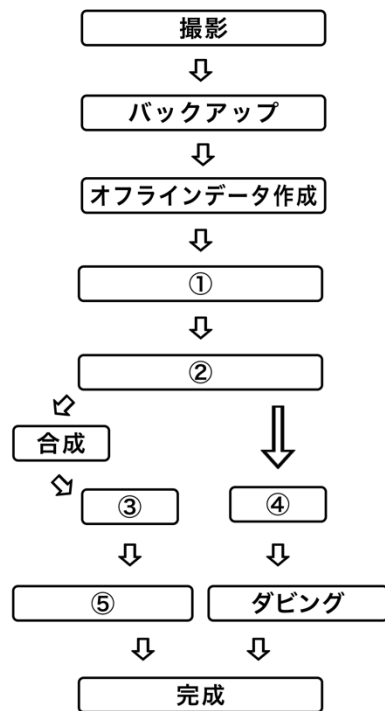 撮影
バックアップ
オフラインデータ作成
①
②
合成
③
④
⑤
ダビング
完成